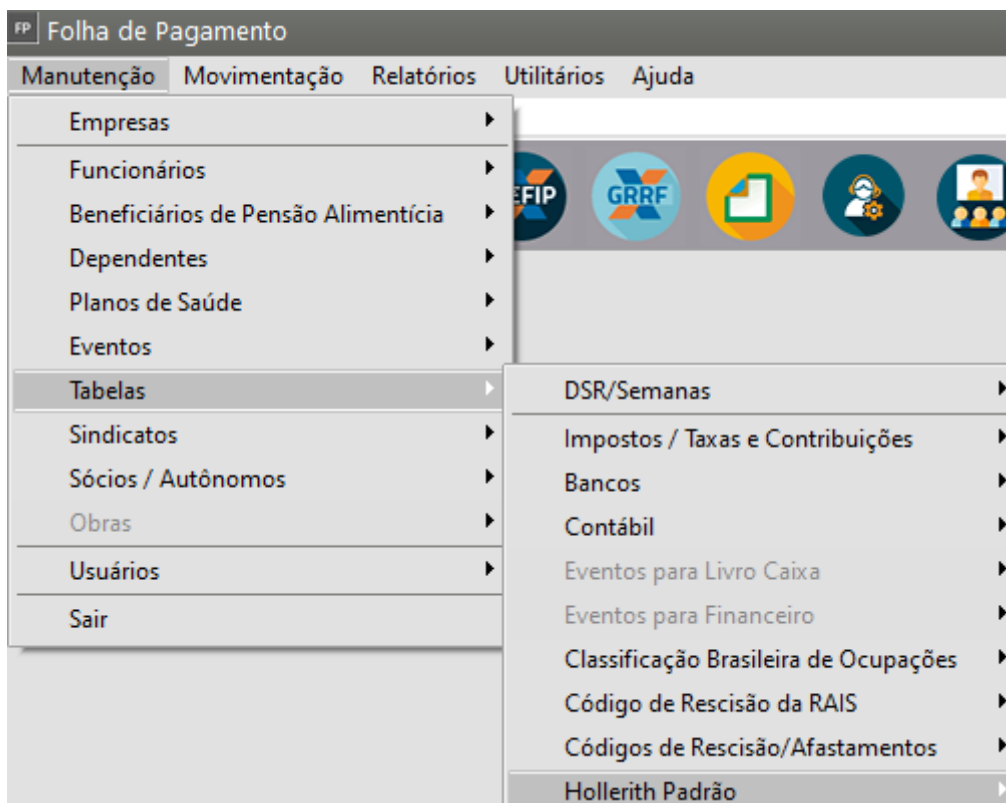 FP Folha de Pagamento
Manutenção Movimentação Relatórios Utilitários Ajuda
Empresas
Funcionários
Beneficiários de Pensão Alimentícia
Dependentes
Planos de Saúde
Eventos
Tabelas
Sindicatos
Sócios / Autônomos
Obras
Usuários
Sair
EFIP
GRRF
DSR/Semanas
Impostos / Taxas e Contribuições
Bancos
Contábil
Eventos para Livro Caixa
Eventos para Financeiro
Classificação Brasileira de Ocupações
Código de Rescisão da RAIS
Códigos de Rescisão/Afastamentos
Hollerith Padrão